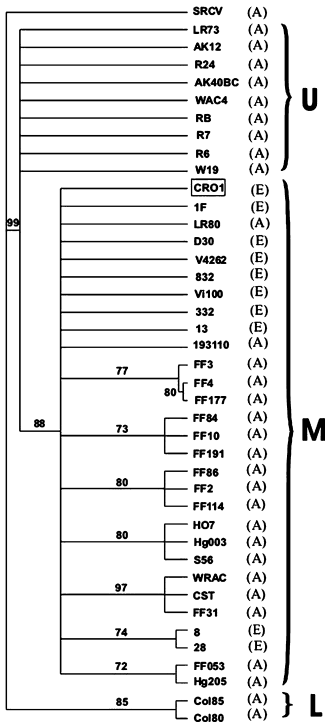 SRCV (A)
LR73 (A)
AK12 (A)
R24 (A)
AK40BC (A)
WAC4 (A)
RB (A)
R7 (A)
R6 (A)
W19 (A)
U
99
CRO1 (E)
1F (E)
LR80 (A)
D30 (E)
V4262 (E)
832 (E)
Vi100 (E)
332 (E)
13 (E)
193110 (A)
77
FF3 (A)
80 FF4 (A)
FF177 (A)
88
73
FF84 (A)
FF10 (A)
FF191 (A)
M
80
FF86 (A)
FF2 (A)
FF114 (A)
80
HO7 (A)
Hg003 (A)
S56 (A)
97
WRAC (A)
CST (A)
FF31 (A)
74
8 (E)
28 (E)
72
FF053 (A)
Hg205 (A)
85
Col85 (A)
Col80 (A)
L